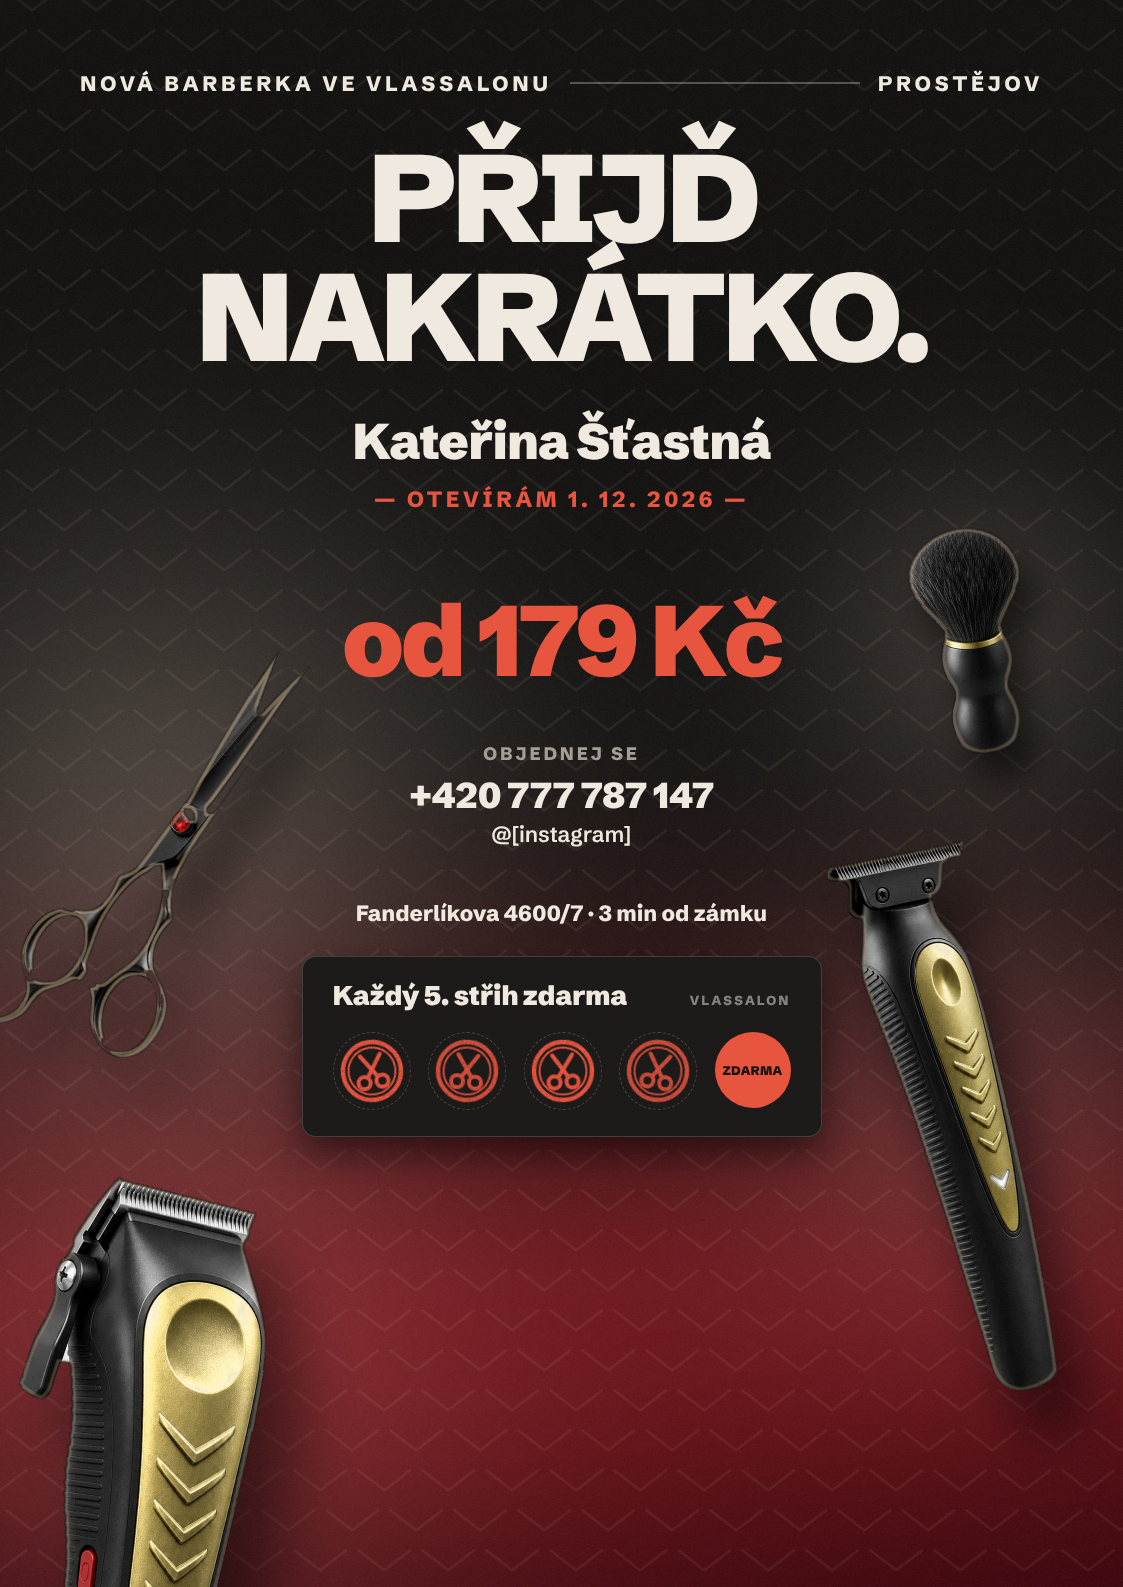 NOVÁ BARBERKA VE VLASSALONU PROSTĚJOV
PŘIJĎ
NAKRÁTKO.
Kateřina Šťastná
— OTEVÍRÁM 1. 12. 2026 —
od 179 Kč
OBJEDNEJ SE
+420 777 787 147
@[instagram]
Fanderlíkova 4600/7 · 3 min od zámku
Každý 5. střih zdarma VLASSALON
ZDARMA